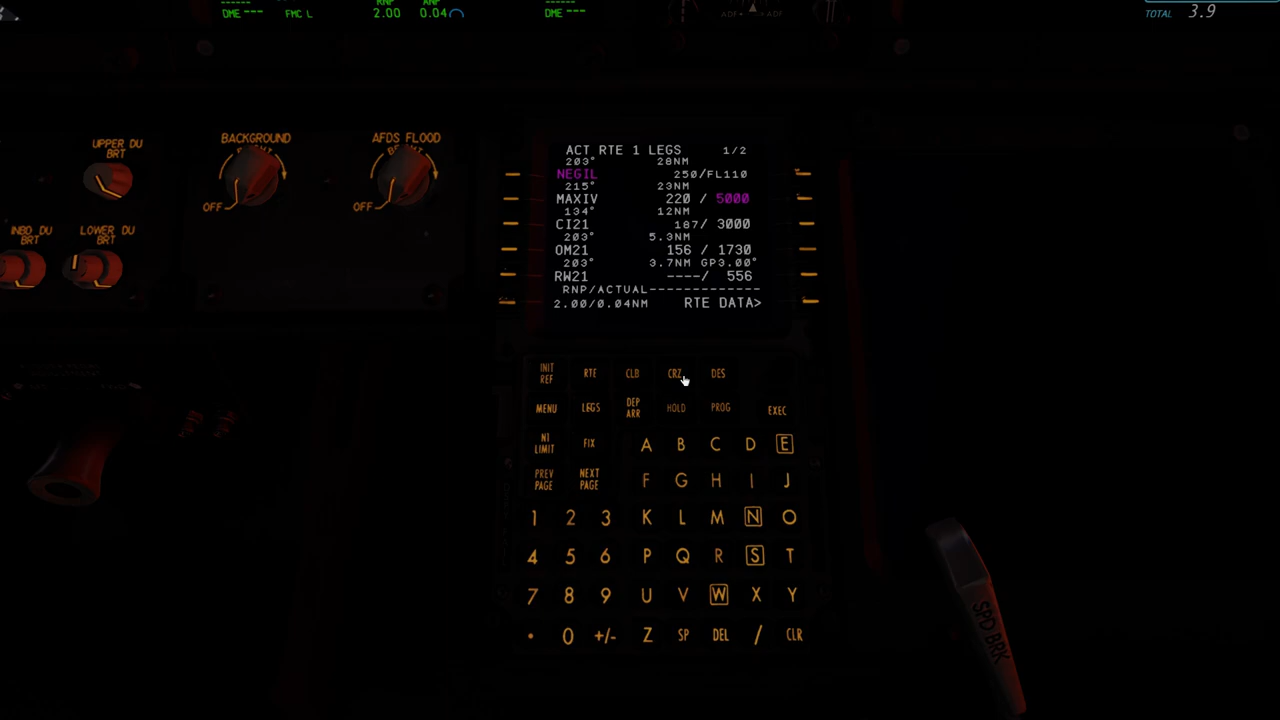 DME --- FMC L 2.00 0.04 DME ---
ADF ADF
TOTAL 3.9
UPPER DU
BRT
BACKGROUND
OFF
AFDS FLOOD
OFF
INBD DU
BRT
LOWER DU
BRT
ACT RTE 1 LEGS 1/2
203° 28NM
NEGIL 250/FL110
215° 23NM
MAXIV 220 / 5000
134° 12NM
CI21 187/ 3000
203° 5.3NM
OM21 156 / 1730
203° 3.7NM GP3.00°
RW21 ----/ 556
RNP/ACTUAL-------------
2.00/0.04NM RTE DATA>
INIT
REF
RTE
CLB
CRZ
DES
MENU
LEGS
DEP
ARR
HOLD
PROG
EXEC
N1
LIMIT
FIX
PREV
PAGE
NEXT
PAGE
A B C D E
F G H I J
1 2 3 K L M N O
4 5 6 P Q R S T
7 8 9 U V W X Y
. 0 +/- Z SP DEL / CLR
SPD BRK